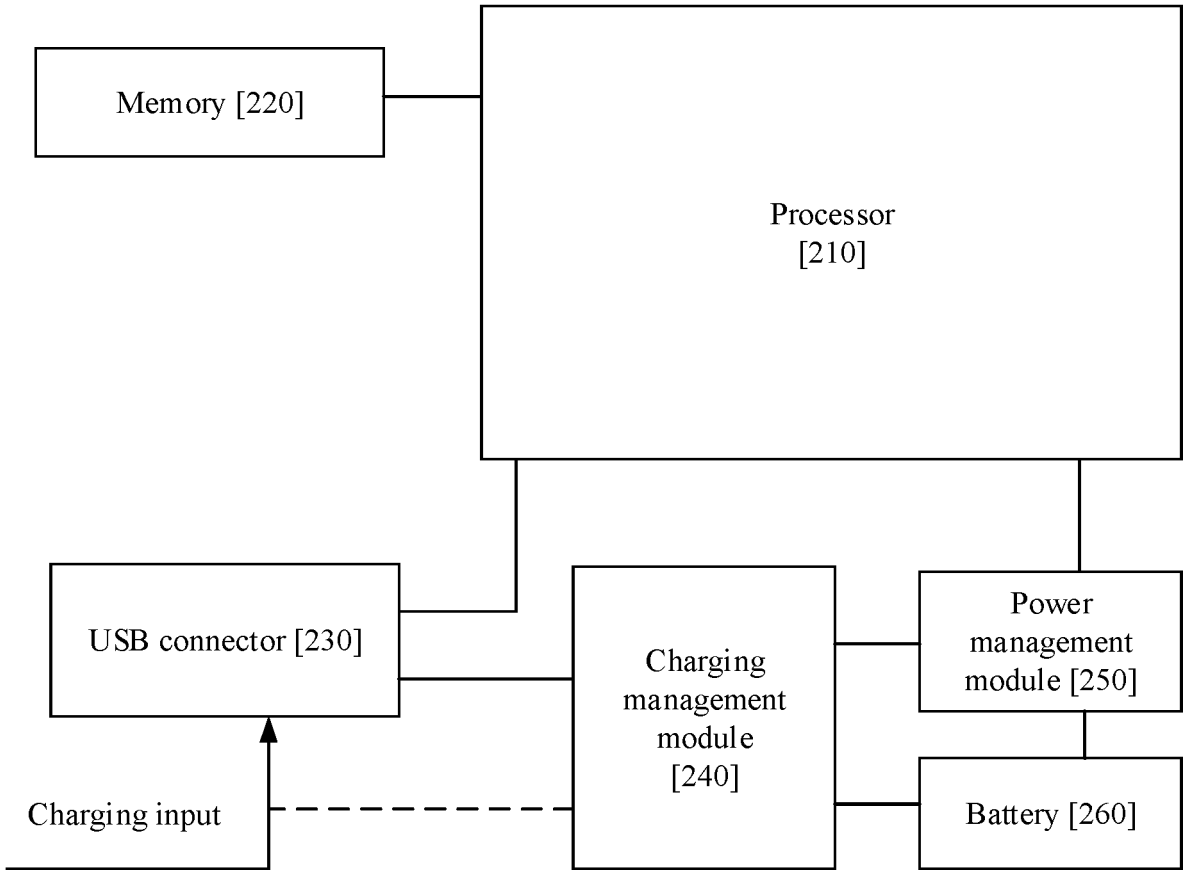 Memory [220]
Processor
[210]
USB connector [230]
Charging
management
module
[240]
Power
management
module [250]
Charging input
Battery [260]